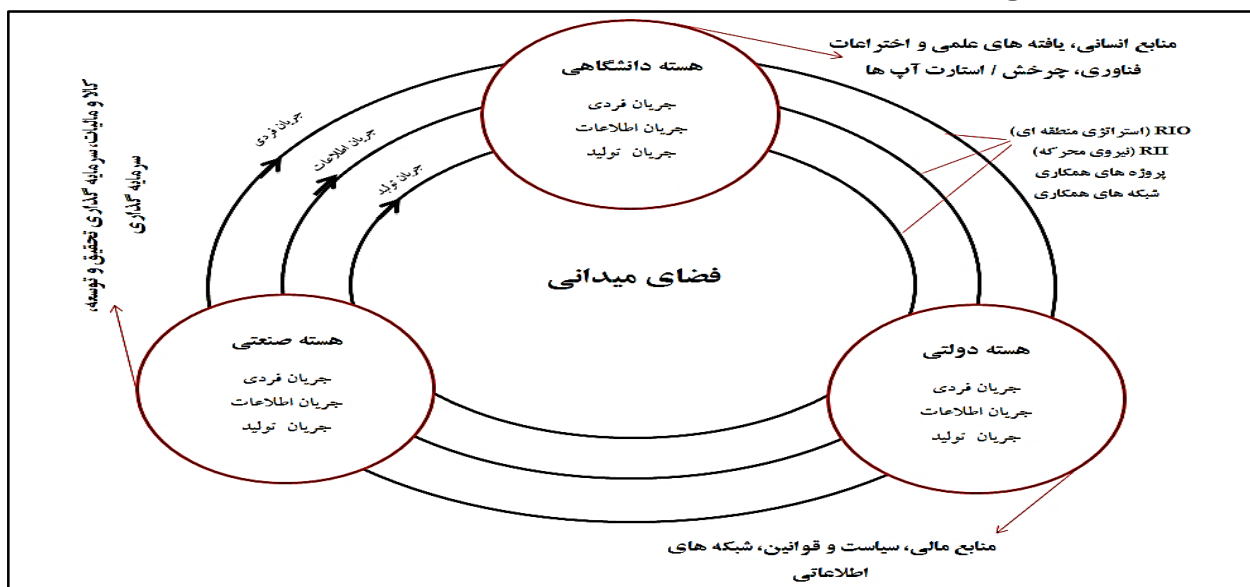 منابع انسانی، یافته های علمی و اختراعات
فناوری، چرخش / استارت آپ ها
هسته دانشگاهی
جریان فردی
جریان اطلاعات
جریان تولید
RIO (استراتژی منطقه ای)
RII (نیروی محرکه)
پروژه های همکاری
شبکه های همکاری
جریان فردی
جریان اطلاعات
جریان تولید
کالا و مالیات، سرمایه گذاری تحقیق و توسعه،
سرمایه گذاری
فضای میدانی
هسته صنعتی
جریان فردی
جریان اطلاعات
جریان تولید
هسته دولتی
جریان فردی
جریان اطلاعات
جریان تولید
منابع مالی، سیاست و قوانین، شبکه های
اطلاعاتی